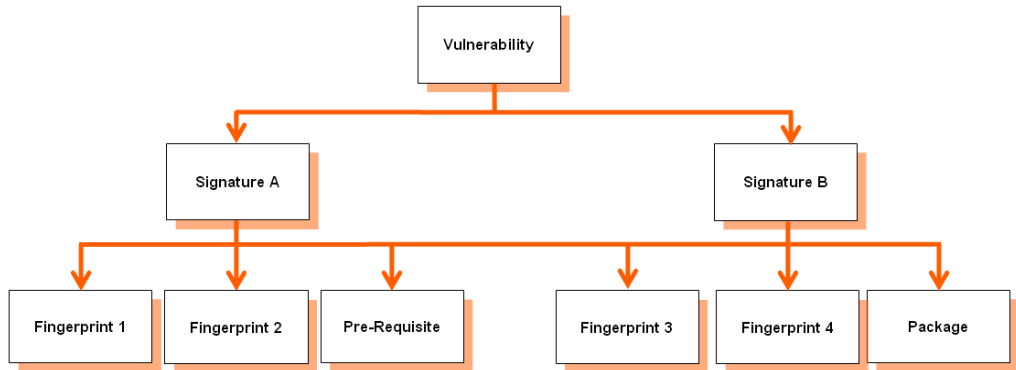 Vulnerability
Signature A
Signature B
Fingerprint 1
Fingerprint 2
Pre-Requisite
Fingerprint 3
Fingerprint 4
Package